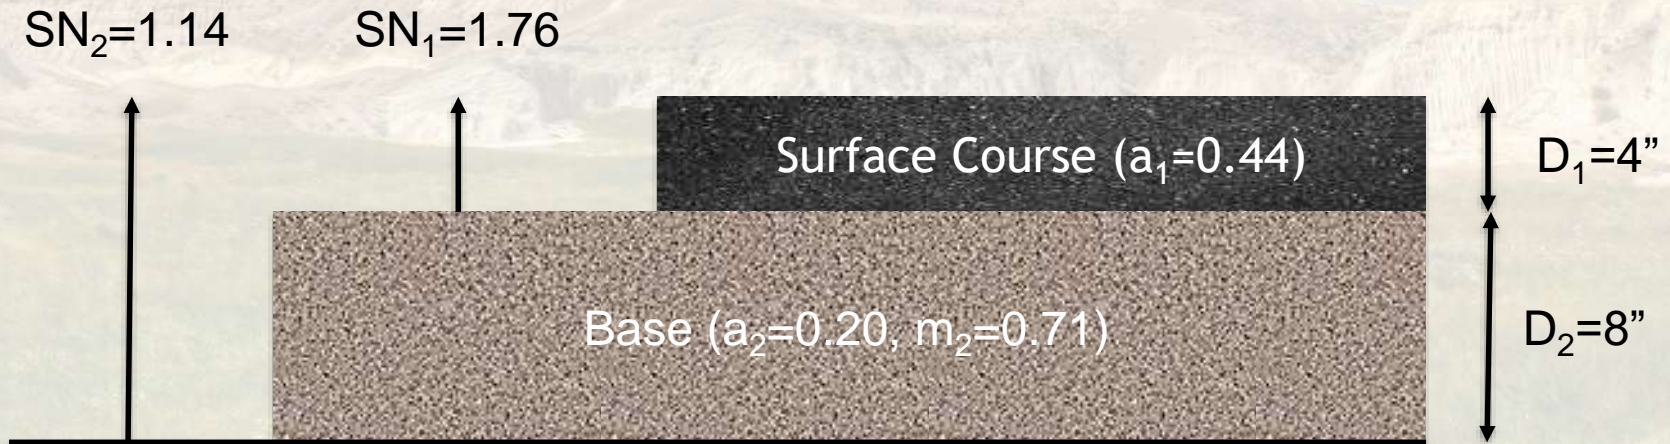 SN₂=1.14
SN₁=1.76
Surface Course (a₁=0.44)
D₁=4”
Base (a₂=0.20, m₂=0.71)
D₂=8”